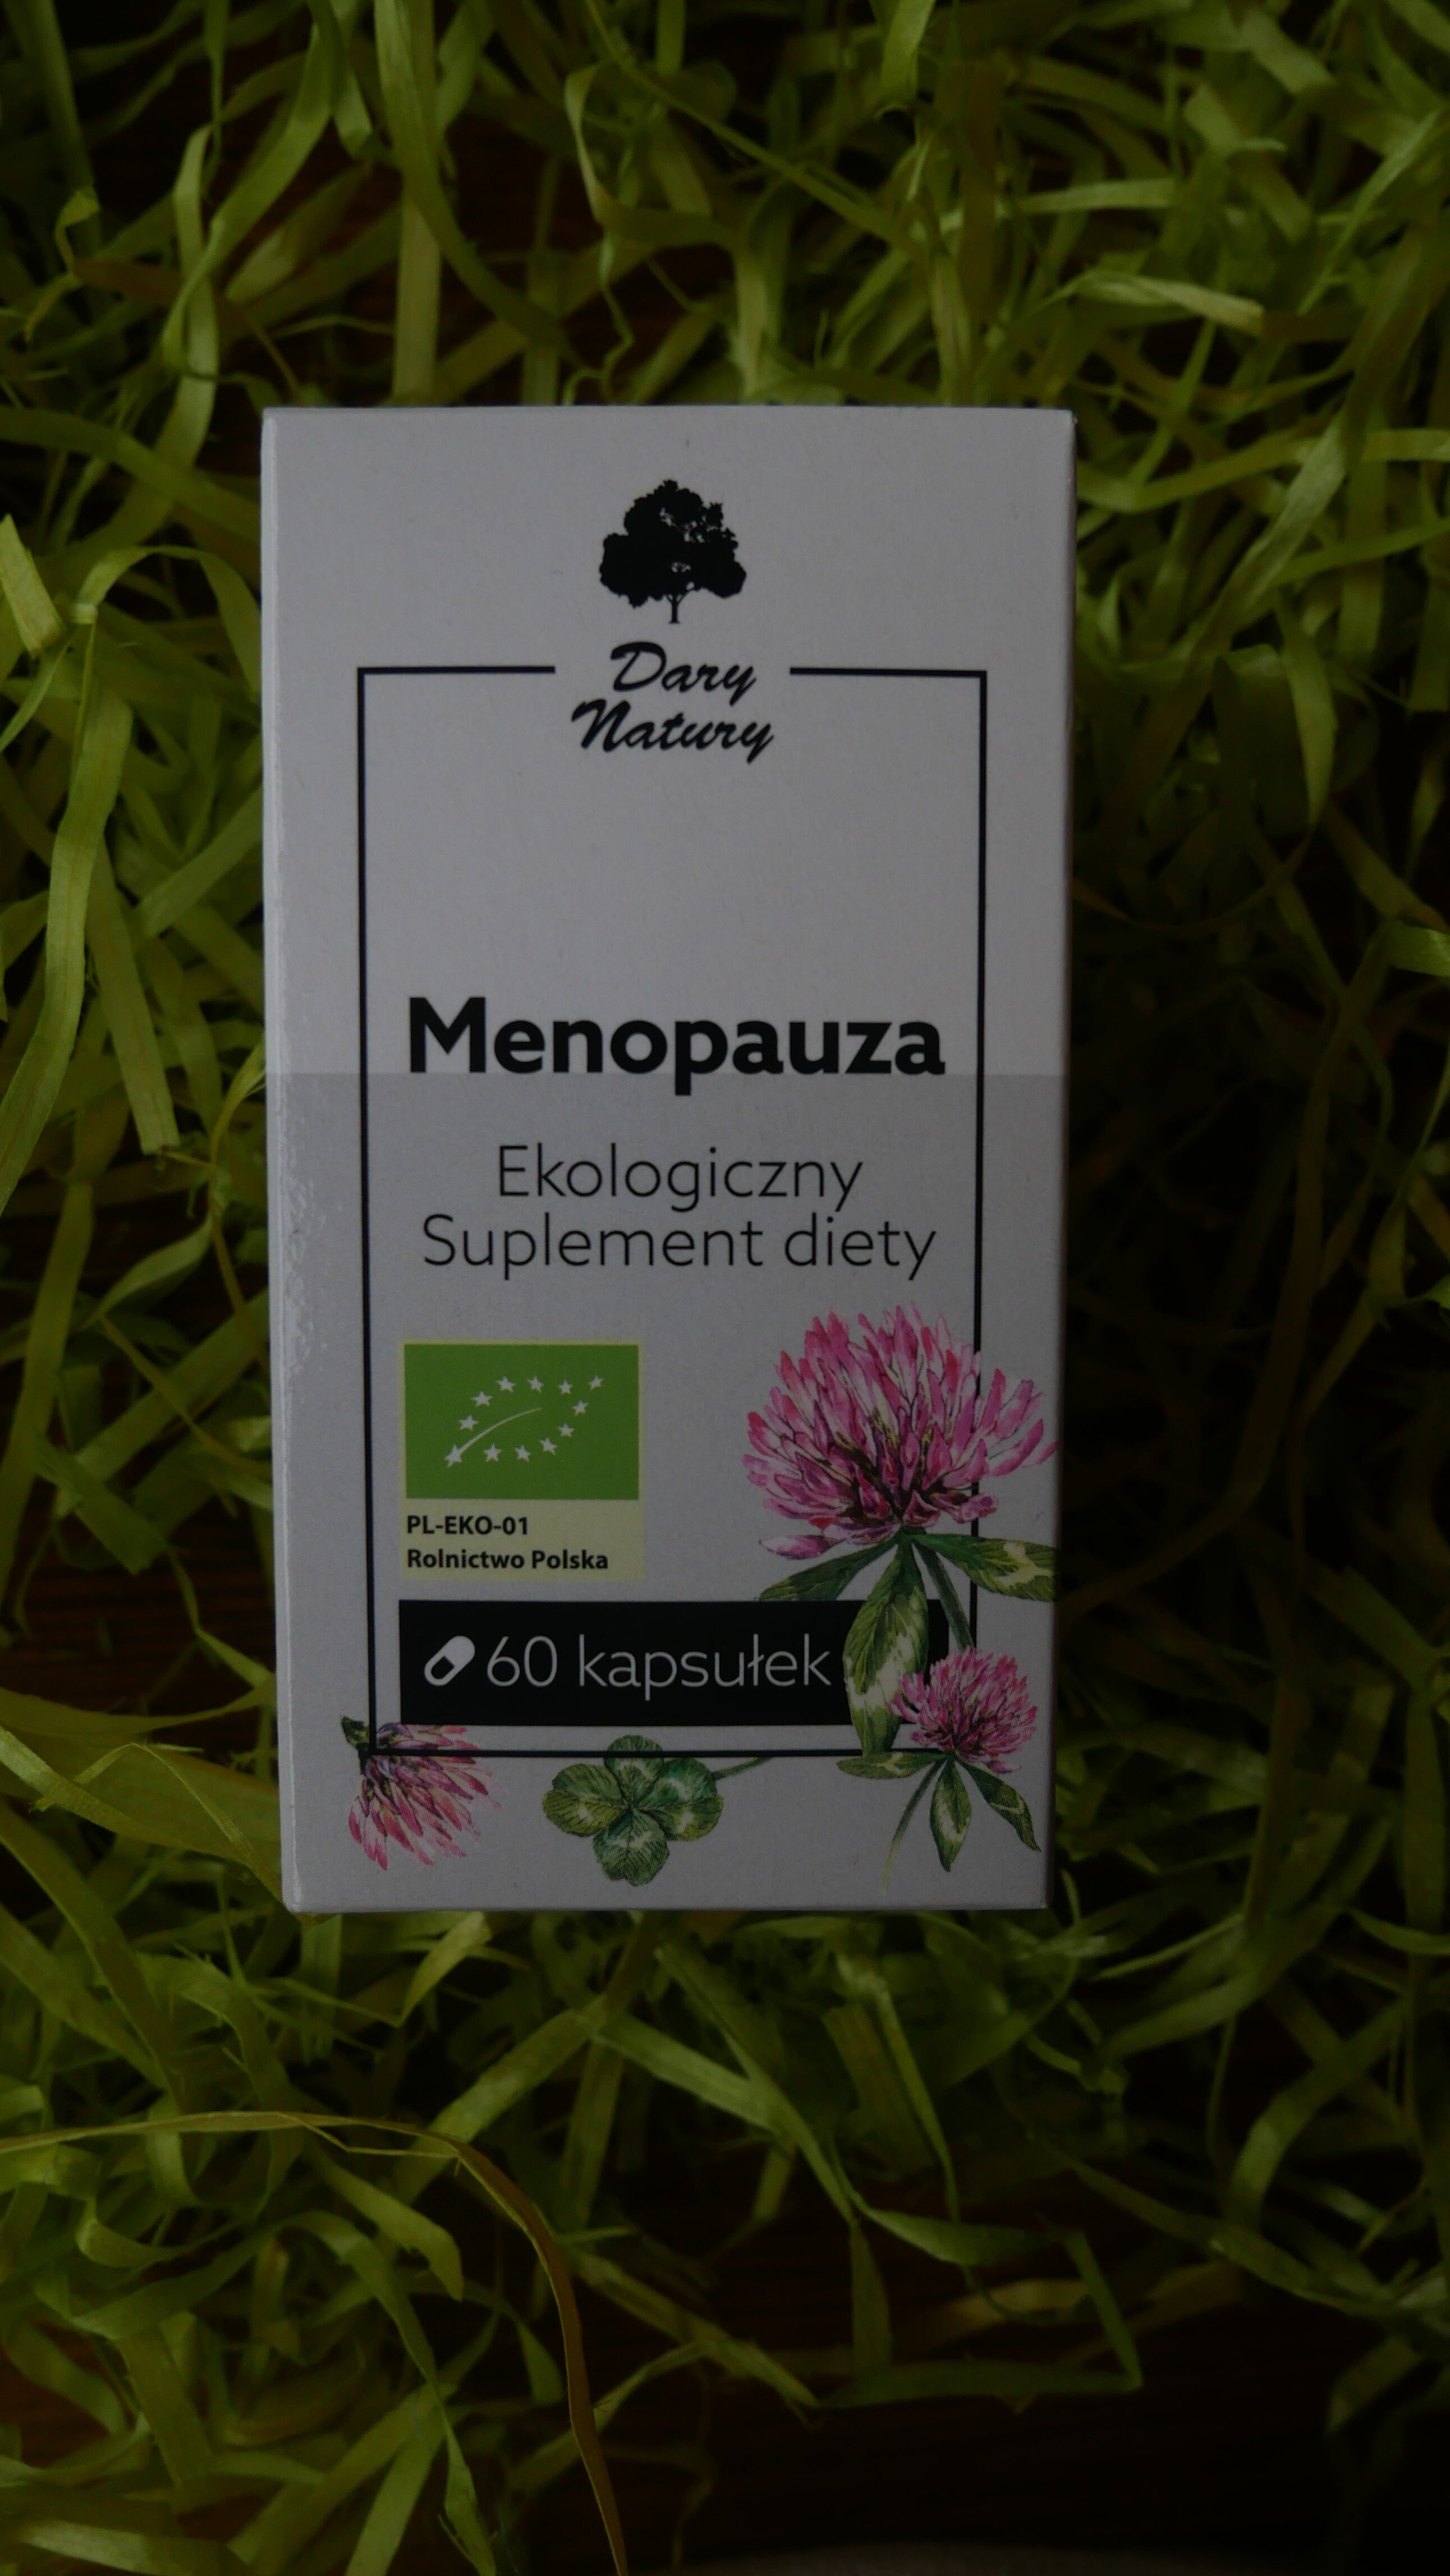 Dary
Natury
Menopauza
Ekologiczny
Suplement diety
PL-EKO-01
Rolnictwo Polska
60 kapsułek